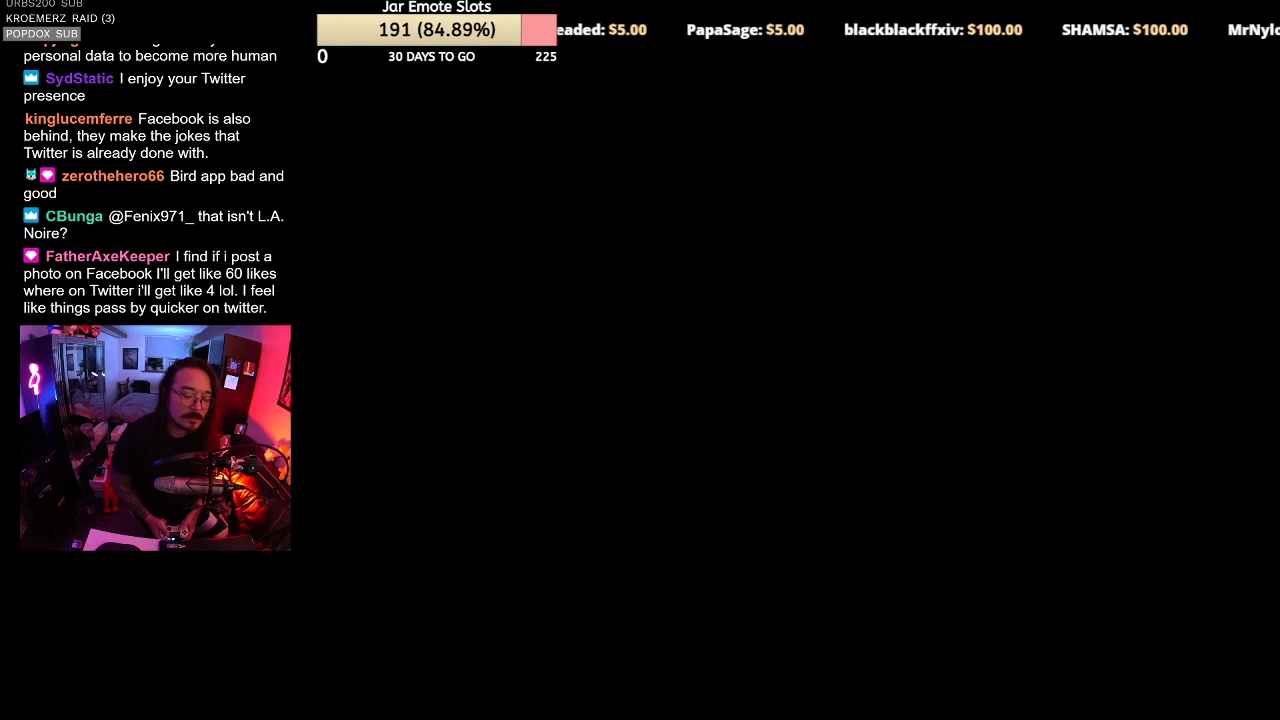 URBS200 SUB
KROEMERZ RAID (3)
POPDOX SUB
personal data to become more human
SydStatic I enjoy your Twitter
presence
kinglucemferre Facebook is also
behind, they make the jokes that
Twitter is already done with.
zerothehero66 Bird app bad and
good
CBunga @Fenix971_ that isn't L.A.
Noire?
FatherAxeKeeper I find if i post a
photo on Facebook I'll get like 60 likes
where on Twitter i'll get like 4 lol. I feel
like things pass by quicker on twitter.
Jar Emote Slots
191 (84.89%)
0 30 DAYS TO GO 225
eaded: $5.00 PapaSage: $5.00 blackblackffxiv: $100.00 SHAMSA: $100.00 MrNylo